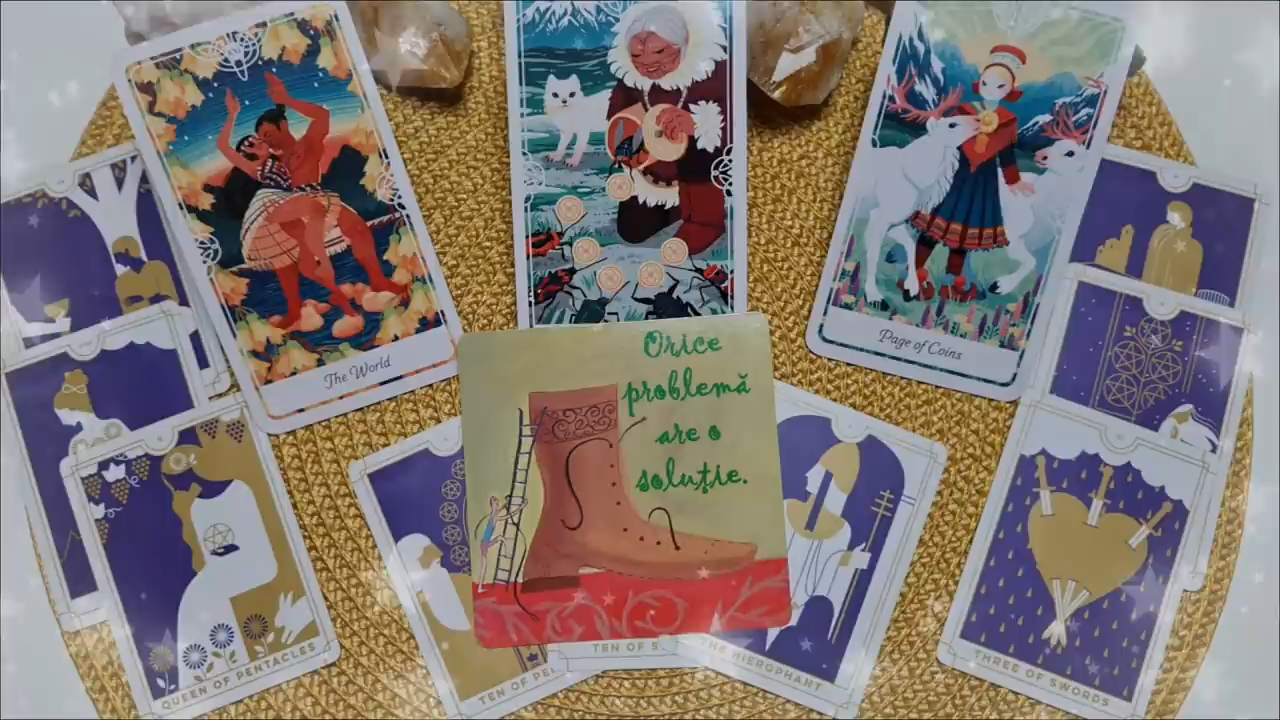 The World
Page of Coins
Orice
problemă
are o
soluție.
QUEEN OF PENTACLES
TEN OF PE
TEN OF S
THE HIEROPHANT
THREE OF SWORDS